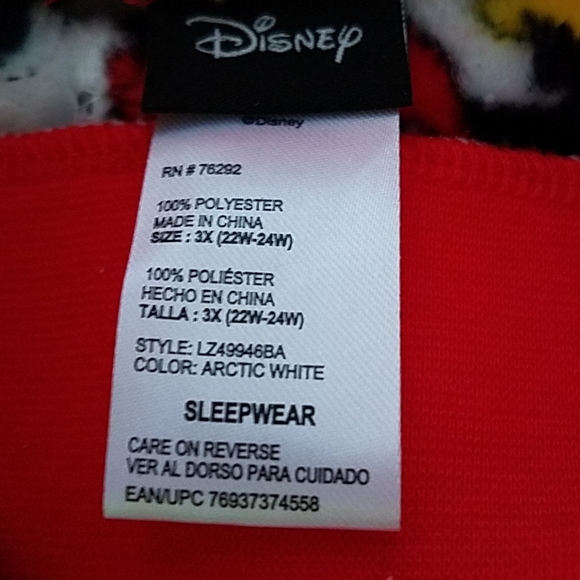 Disney
©Disney
RN # 76292
100% POLYESTER
MADE IN CHINA
SIZE : 3X (22W-24W)
100% POLIÉSTER
HECHO EN CHINA
TALLA : 3X (22W-24W)
STYLE: LZ49946BA
COLOR: ARCTIC WHITE
SLEEPWEAR
CARE ON REVERSE
VER AL DORSO PARA CUIDADO
EAN/UPC 76937374558